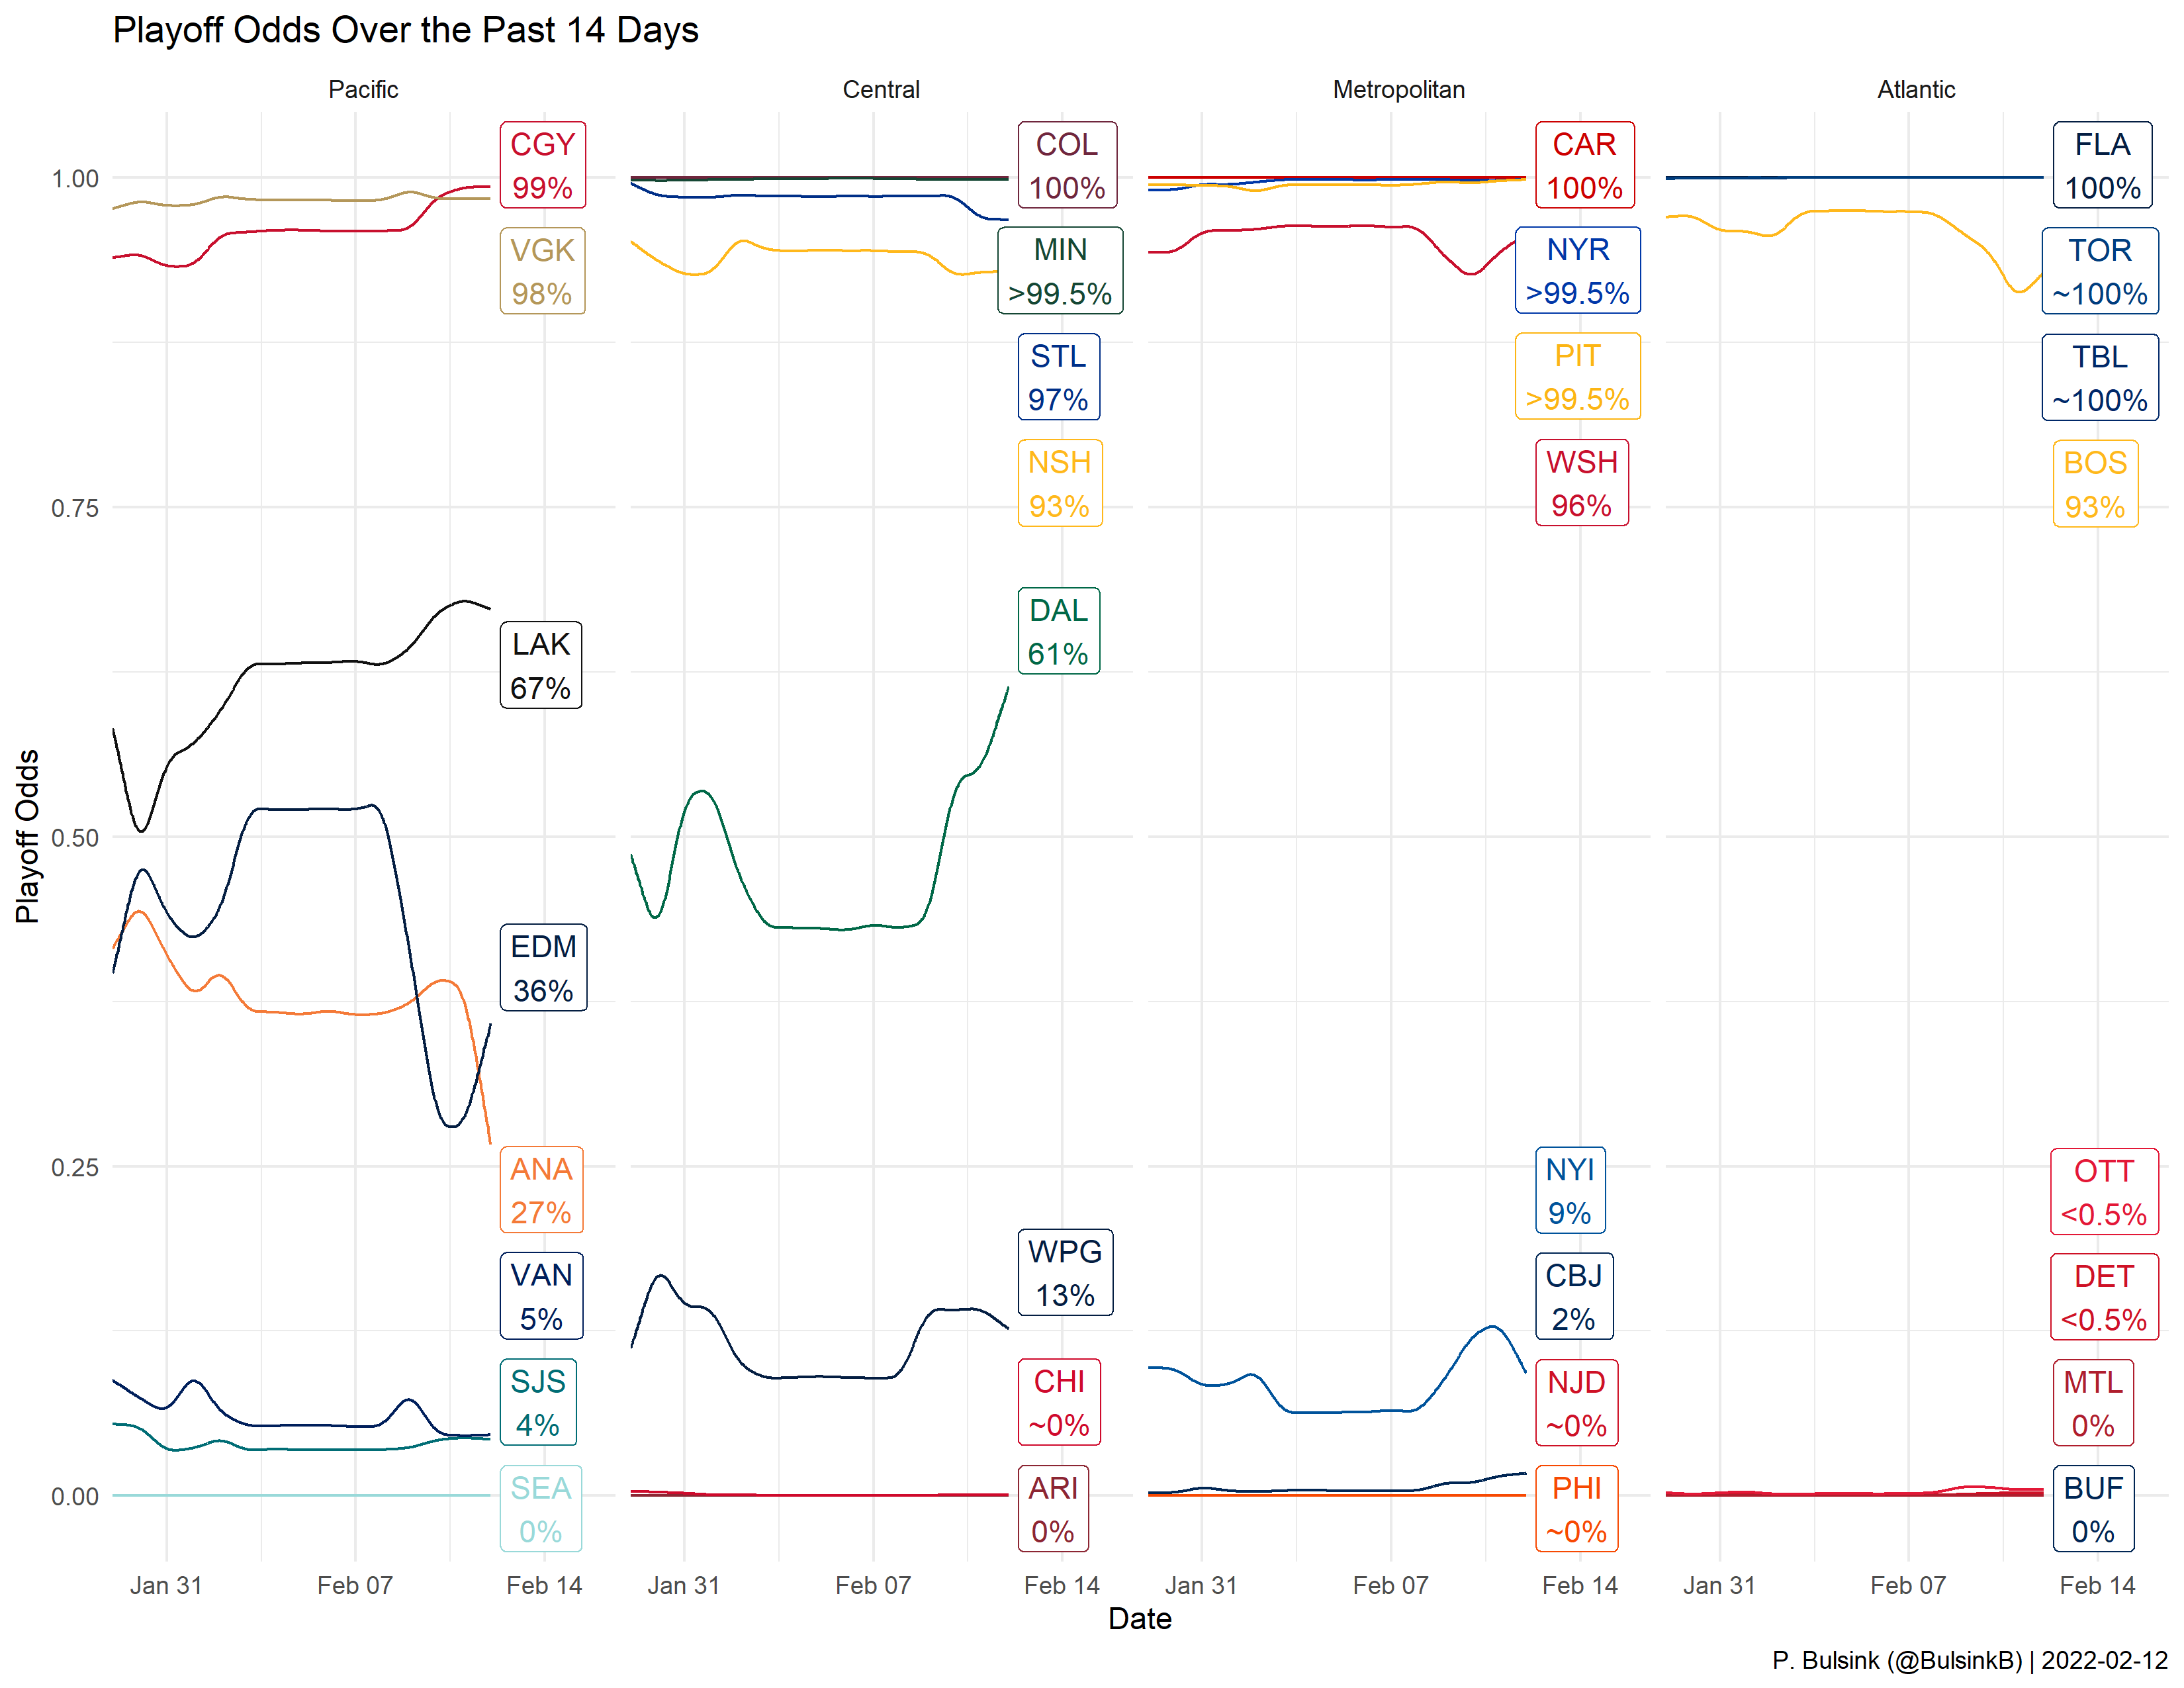 Playoff Odds Over the Past 14 Days
Pacific
Central
Metropolitan
Atlantic
Playoff Odds
1.00
0.75
0.50
0.25
0.00
CGY
99%
VGK
98%
LAK
67%
EDM
36%
ANA
27%
VAN
5%
SJS
4%
SEA
0%
COL
100%
MIN
>99.5%
STL
97%
NSH
93%
DAL
61%
WPG
13%
CHI
~0%
ARI
0%
CAR
100%
NYR
>99.5%
PIT
>99.5%
WSH
96%
NYI
9%
CBJ
2%
NJD
~0%
PHI
~0%
FLA
100%
TOR
~100%
TBL
~100%
BOS
93%
OTT
<0.5%
DET
<0.5%
MTL
0%
BUF
0%
Jan 31 Feb 07 Feb 14
Jan 31 Feb 07 Feb 14
Jan 31 Feb 07 Feb 14
Jan 31 Feb 07 Feb 14
Date
P. Bulsink (@BulsinkB) | 2022-02-12